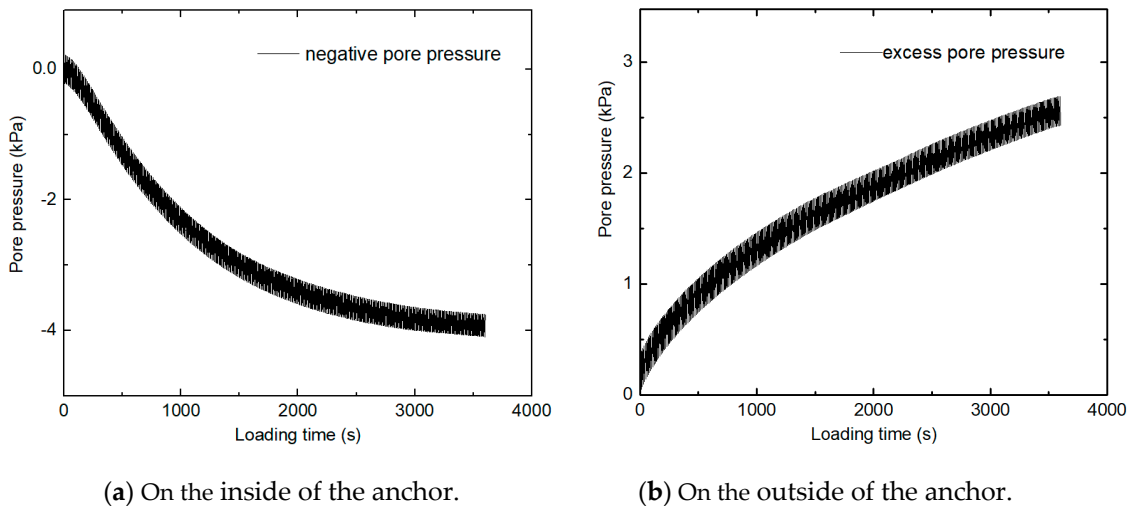 negative pore pressure
0.0
-2
-4
Pore pressure (kPa)
0 1000 2000 3000 4000
Loading time (s)
(a) On the inside of the anchor.
excess pore pressure
3
2
1
0
Pore pressure (kPa)
0 1000 2000 3000 4000
Loading time (s)
(b) On the outside of the anchor.